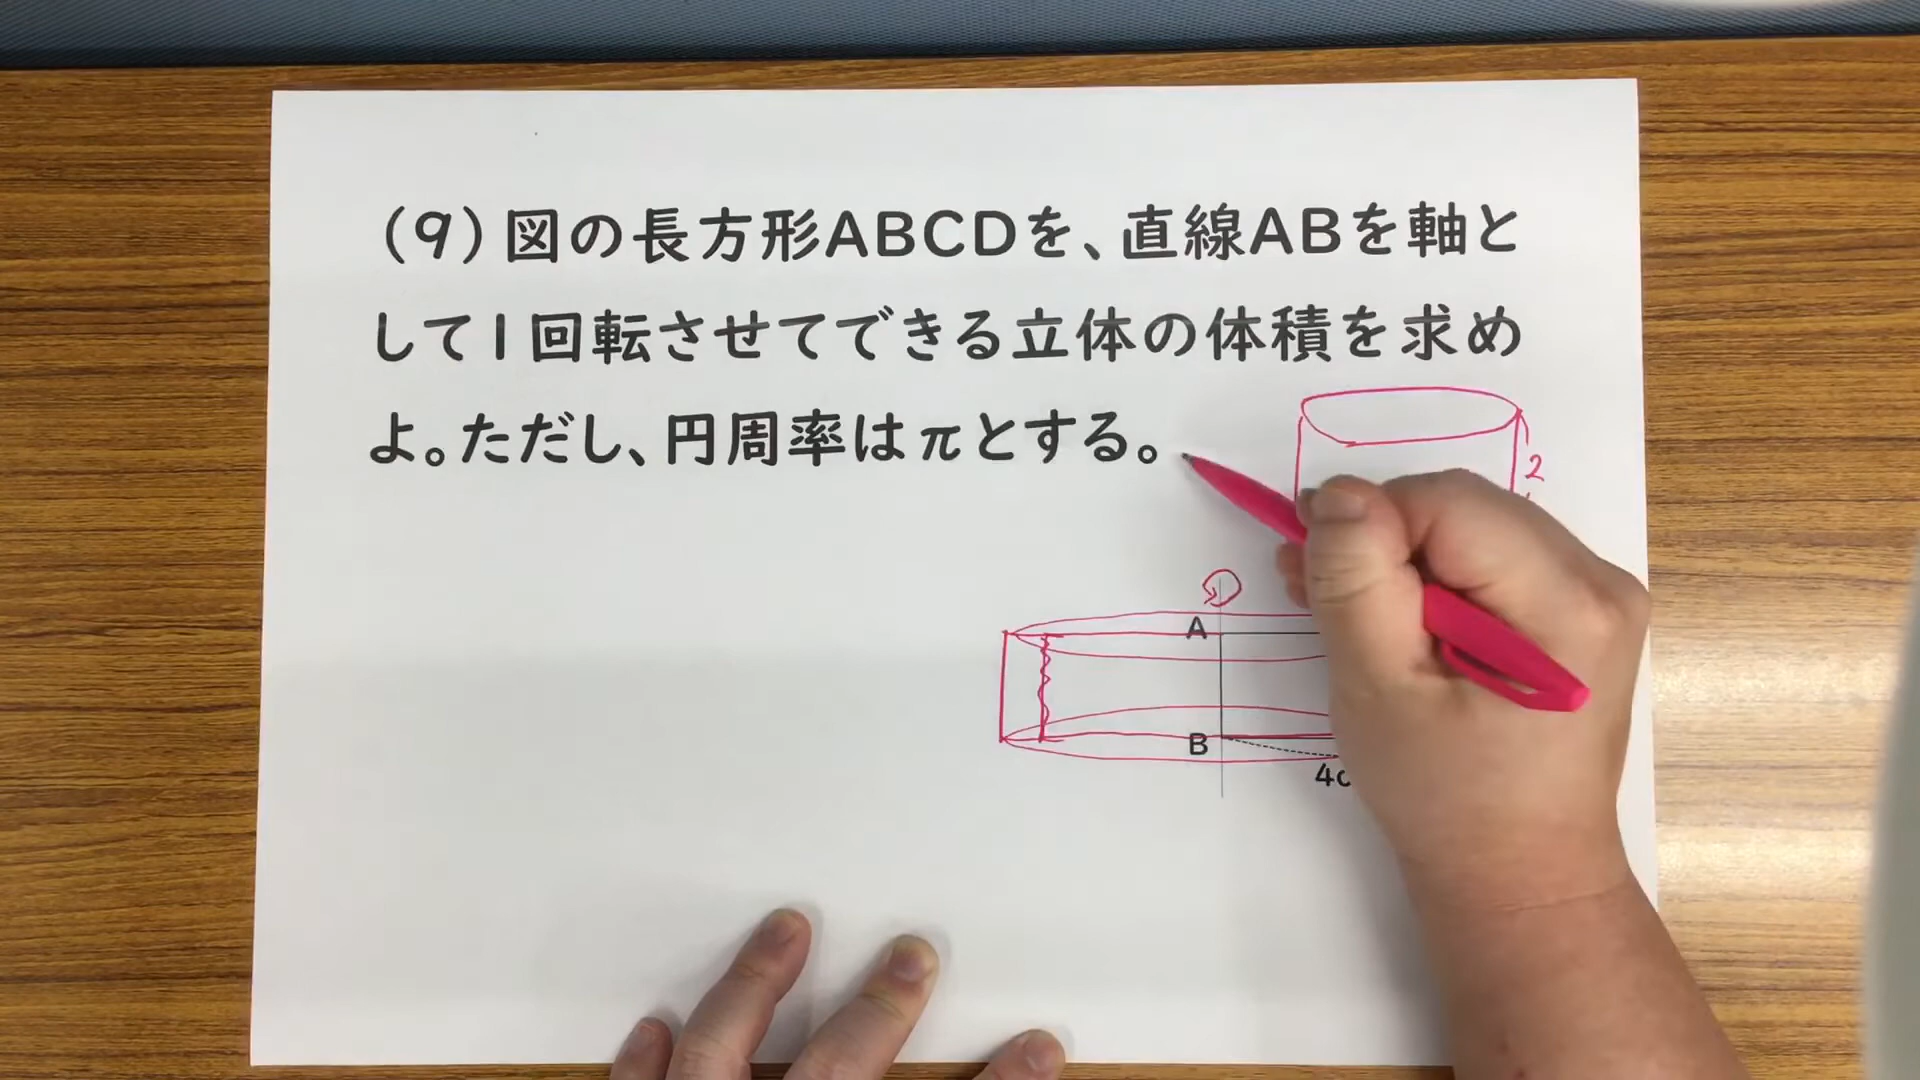 (9)図の長方形ABCDを、直線ABを軸と
して1回転させてできる立体の体積を求め
よ。ただし、円周率はπとする。
2
A
B
4c